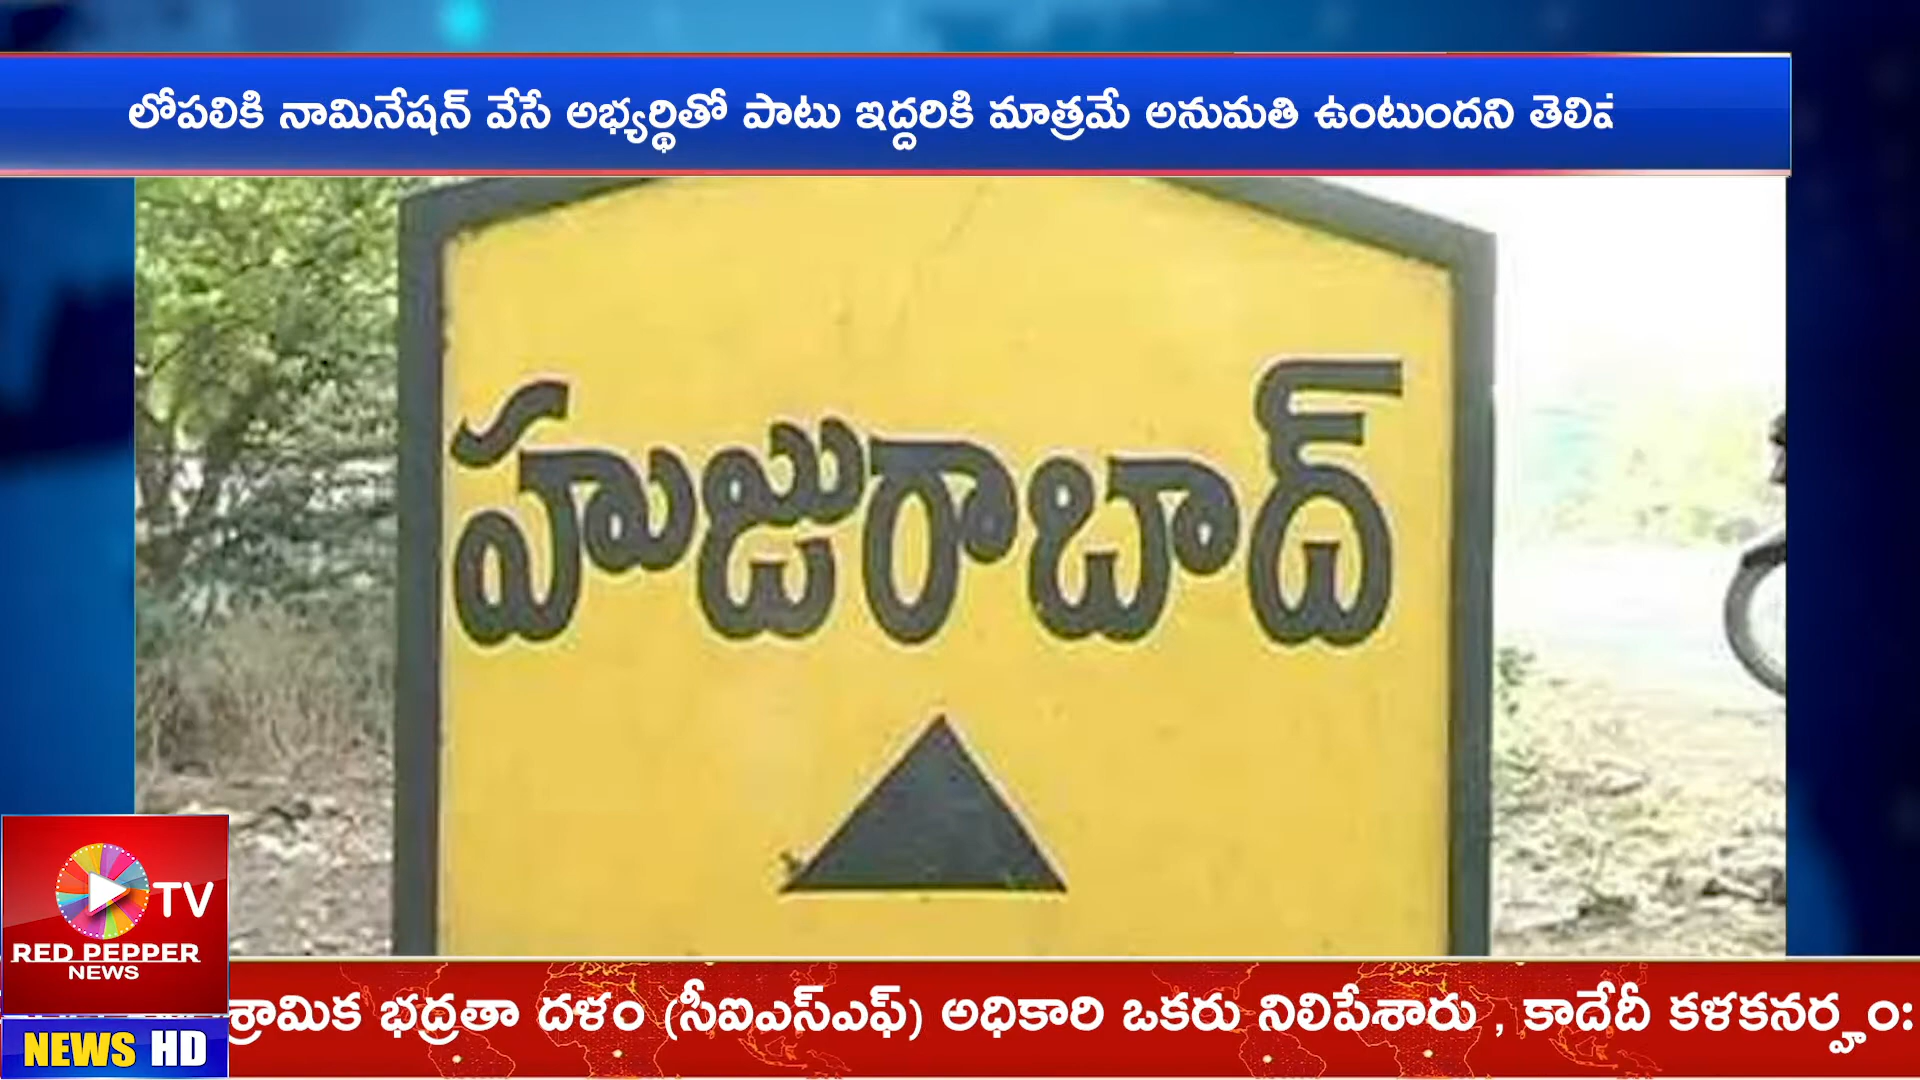 లోపలికి నామినేషన్ వేసే అభ్యర్థితో పాటు ఇద్దరికి మాత్రమే అనుమతి ఉంటుందని
హుజురాబాద్
TV
RED PEPPER
NEWS
శ్రామిక భద్రతా దళం (సీఐఎస్ఎఫ్) అధికారి ఒకరు నిలిపేశారు , కాదేదీ కళకనర్హం:
NEWS HD